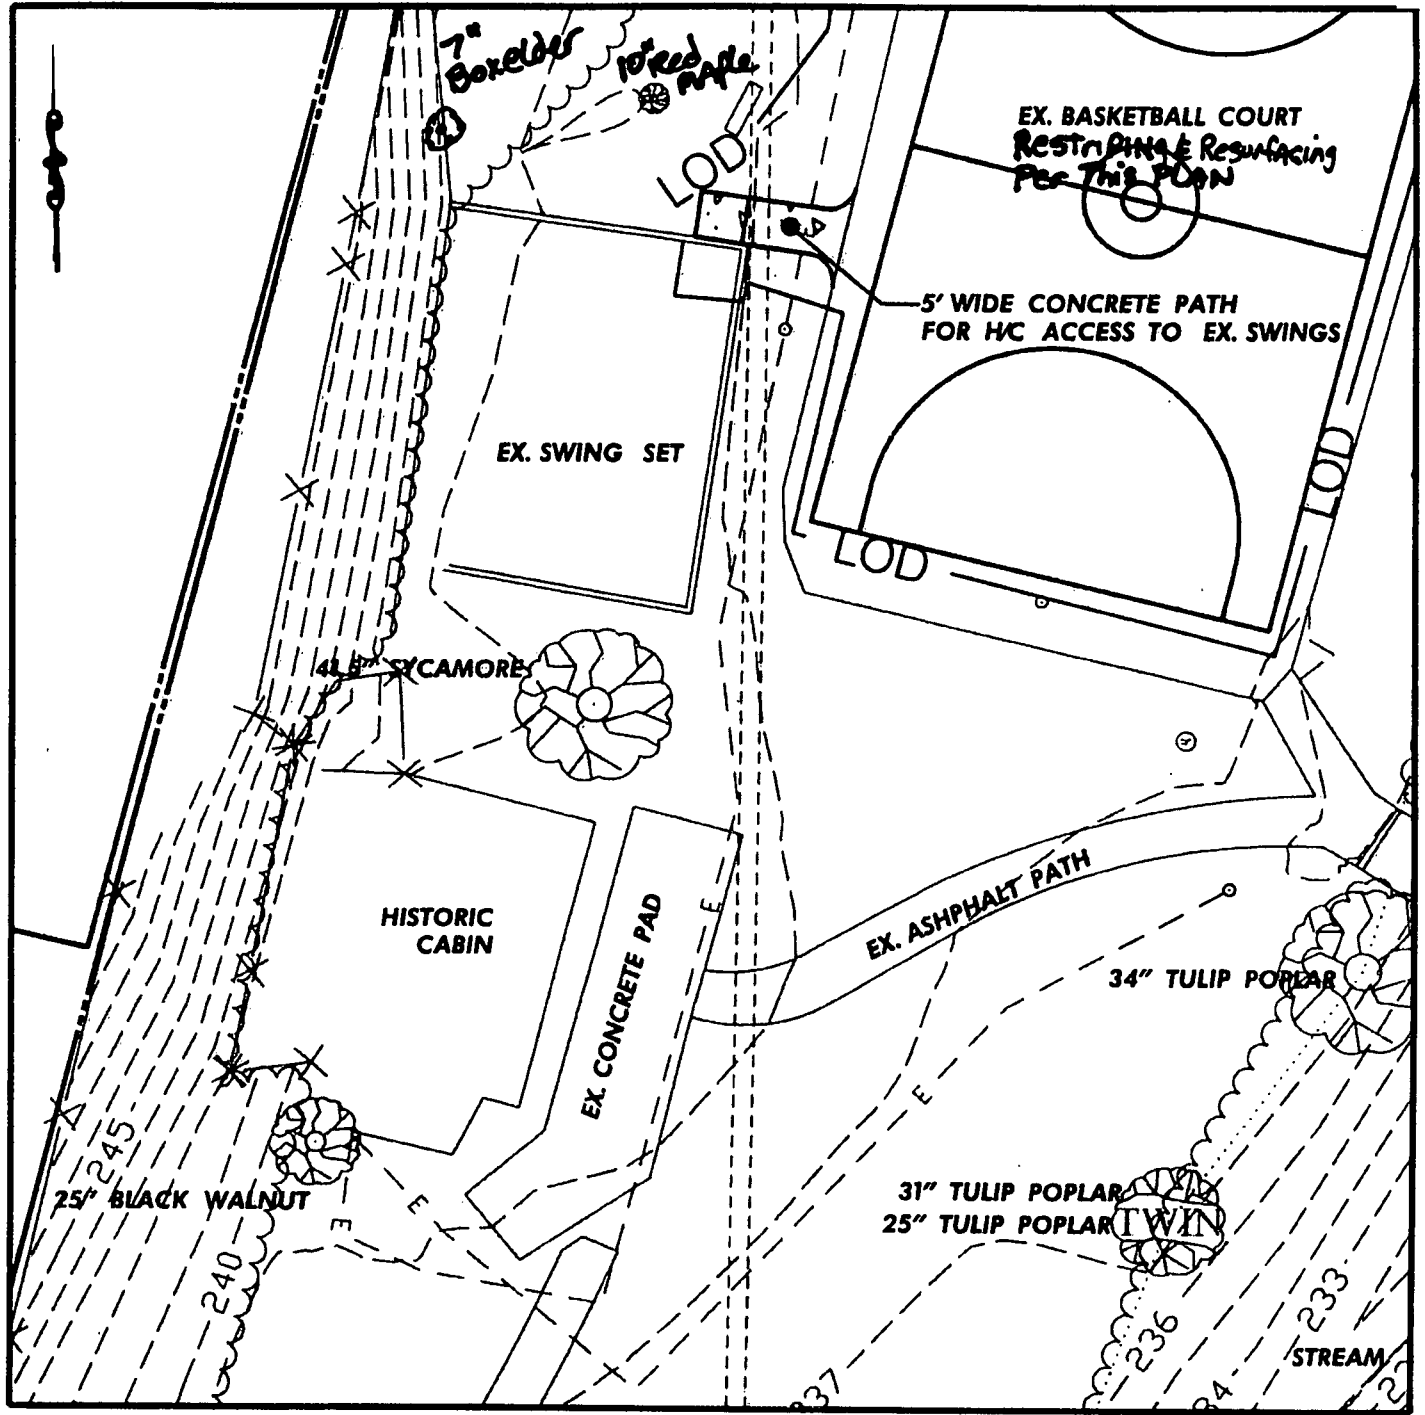 7"
Boxelder
10" Red
Maple
LOD
EX. BASKETBALL COURT
Restriping & Resurfacing
Per This PLAN
5' WIDE CONCRETE PATH
FOR H/C ACCESS TO EX. SWINGS
EX. SWING SET
LOD
LOD
SYCAMORE
HISTORIC
CABIN
EX. CONCRETE PAD
E
EX. ASHPHALT PATH
34" TULIP POPLAR
E
245
25" BLACK WALNUT
E
E
31" TULIP POPLAR
25" TULIP POPLAR
TWIN
240
236
233
STREAM